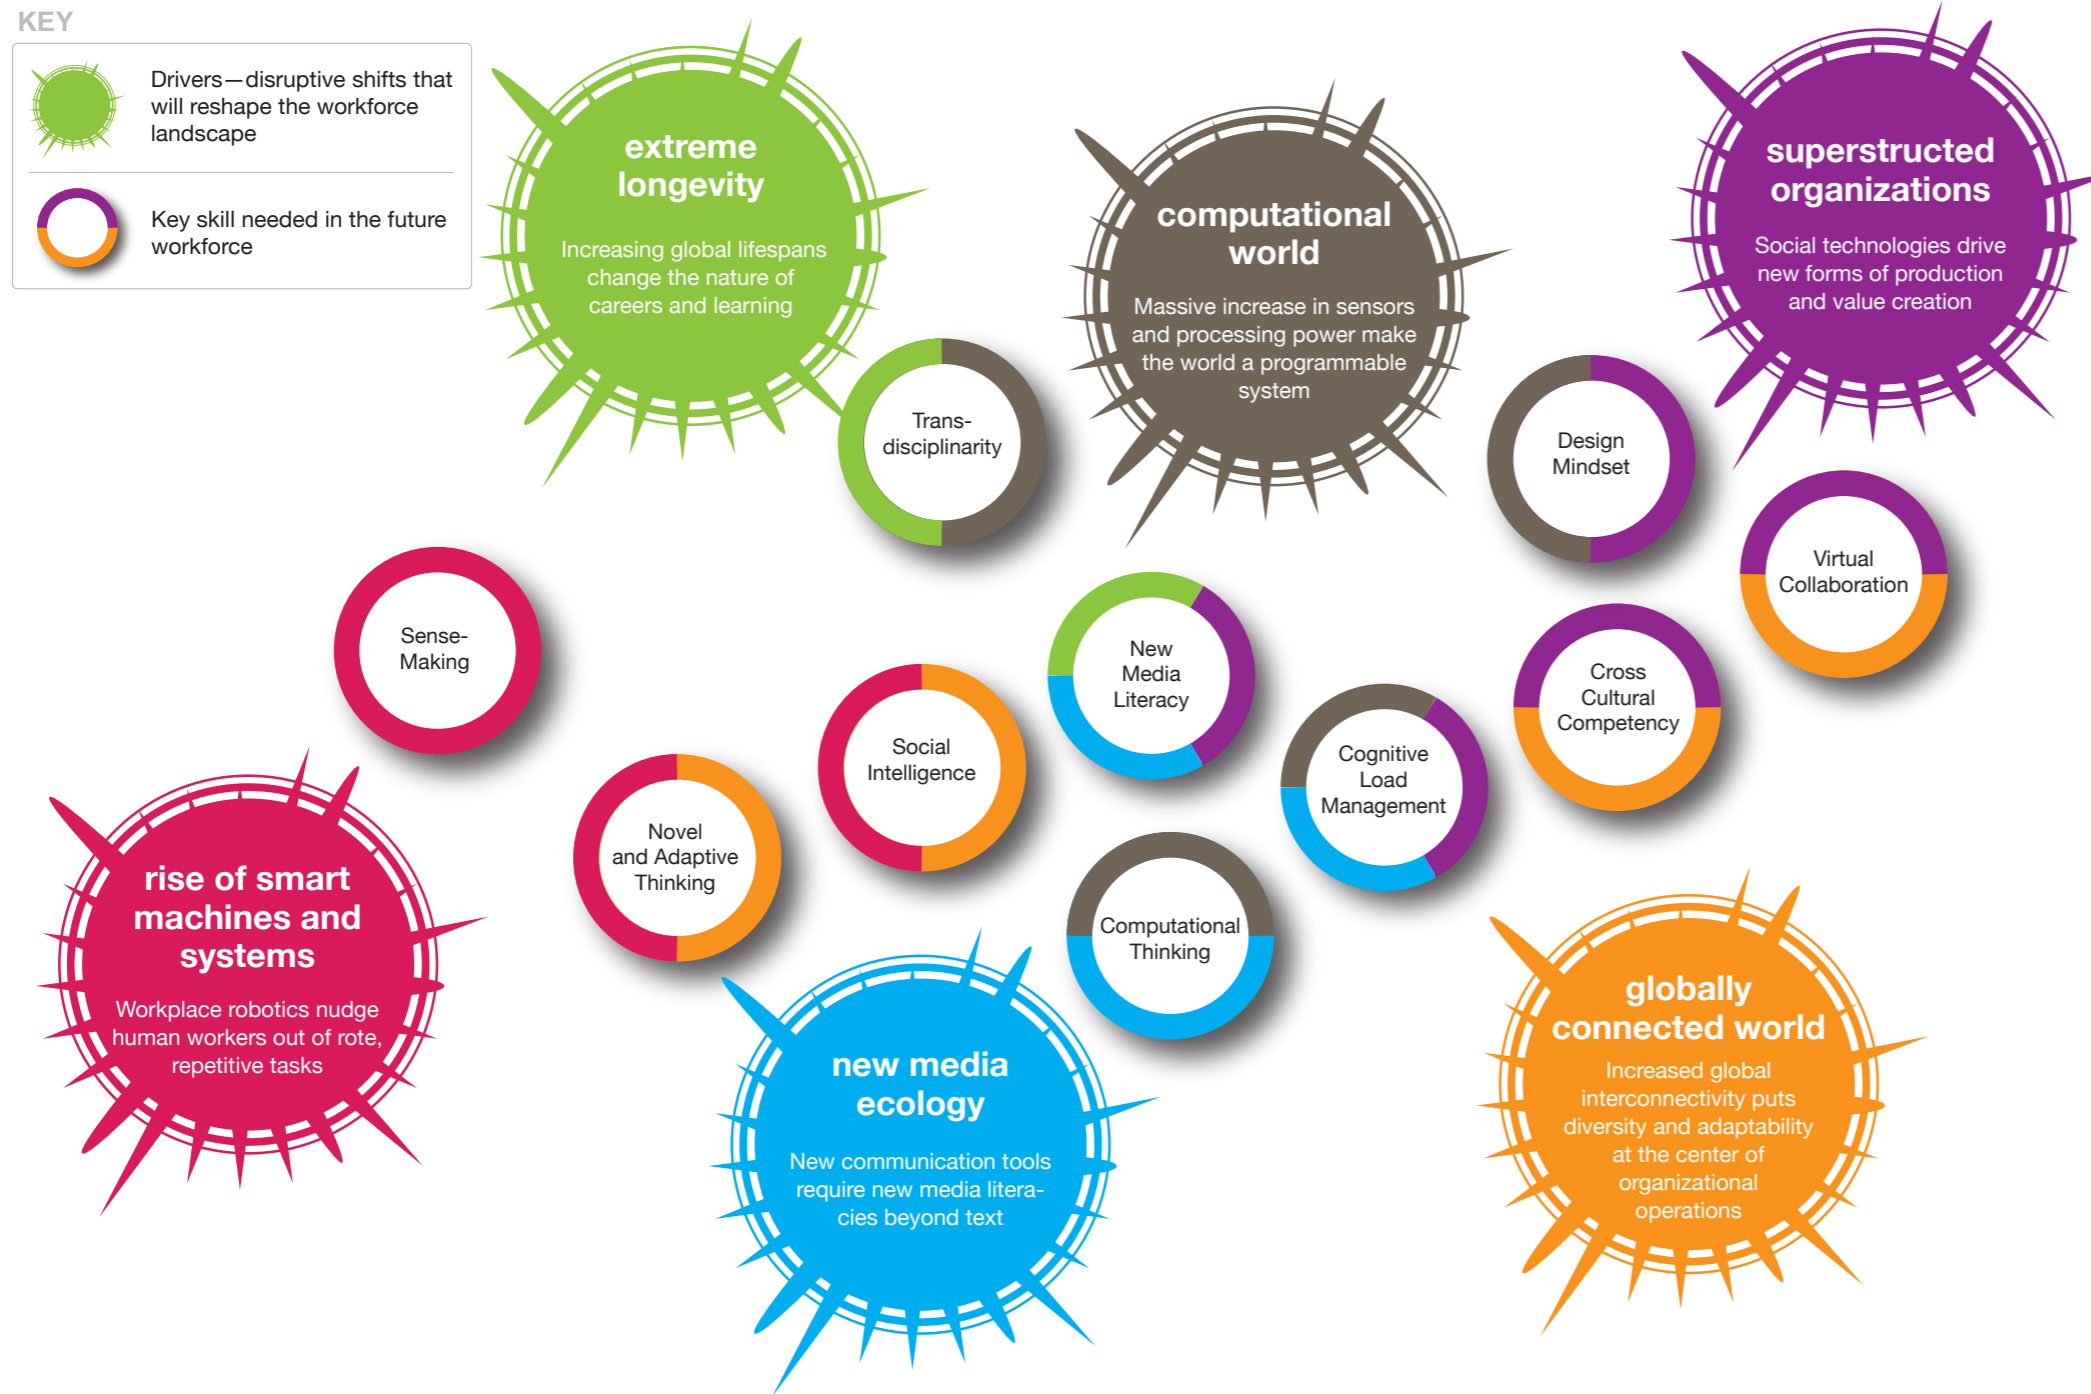 KEY
Drivers—disruptive shifts that
will reshape the workforce
landscape
Key skill needed in the future
workforce
extreme
longevity
Increasing global lifespans
change the nature of
careers and learning
computational
world
Massive increase in sensors
and processing power make
the world a programmable
system
superstructed
organizations
Social technologies drive
new forms of production
and value creation
Trans-
disciplinarity
Design
Mindset
Virtual
Collaboration
Sense-
Making
New
Media
Literacy
Cross
Cultural
Competency
Social
Intelligence
Cognitive
Load
Management
Novel
and Adaptive
Thinking
Computational
Thinking
rise of smart
machines and
systems
Workplace robotics nudge
human workers out of rote,
repetitive tasks
new media
ecology
New communication tools
require new media litera-
cies beyond text
globally
connected world
Increased global
interconnectivity puts
diversity and adaptability
at the center of
organizational
operations